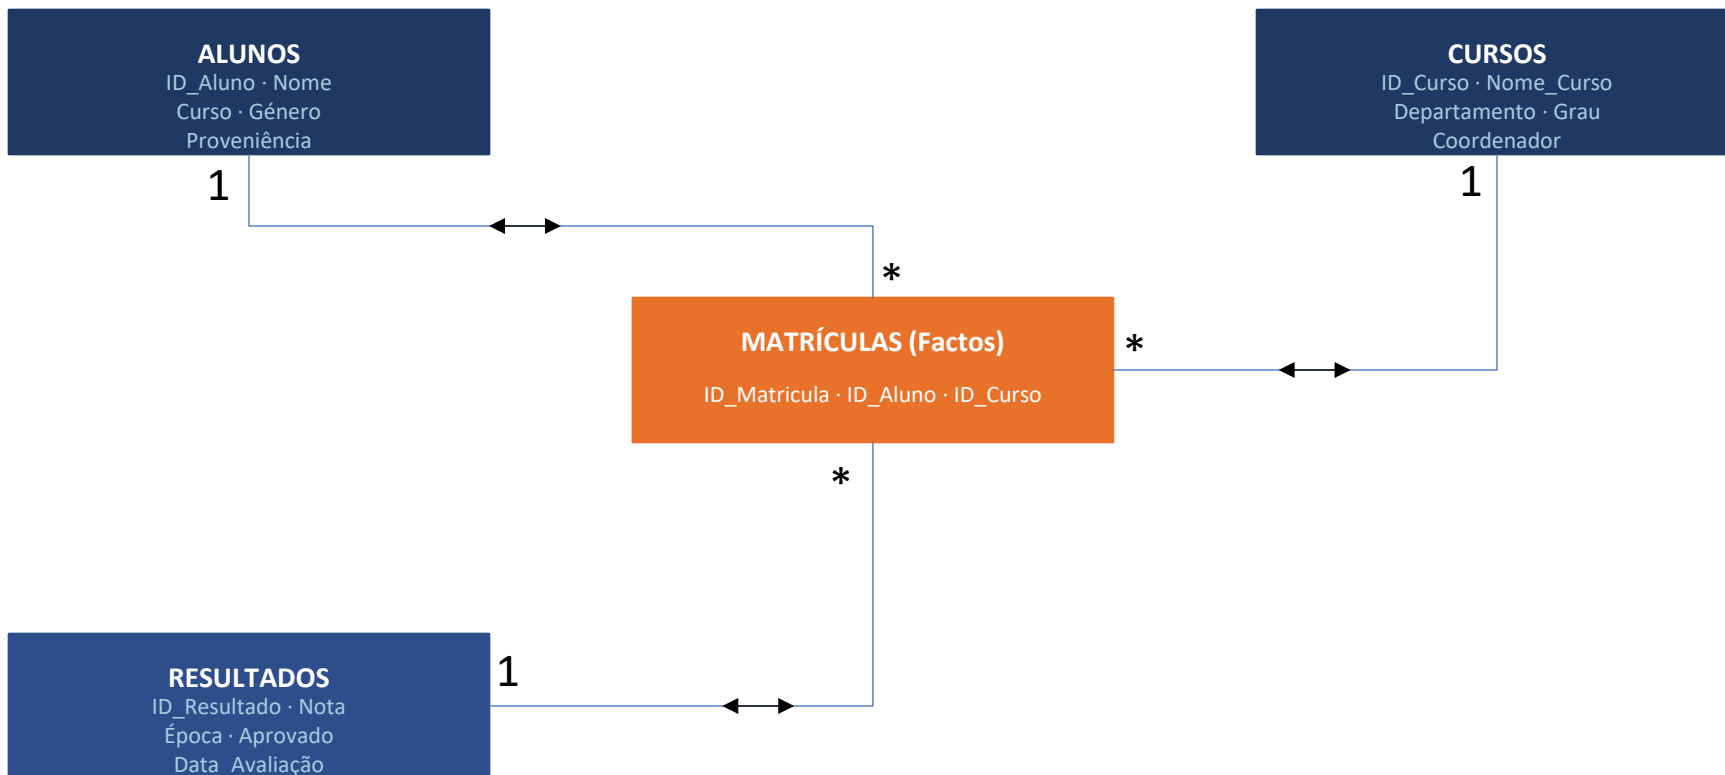 ALUNOS
ID_Aluno · Nome
Curso · Género
Proveniência
1
CURSOS
ID_Curso · Nome_Curso
Departamento · Grau
Coordenador
1
*
MATRÍCULAS (Factos)
ID_Matricula · ID_Aluno · ID_Curso
*
*
RESULTADOS
ID_Resultado · Nota
Época · Aprovado
Data_Avaliação
1